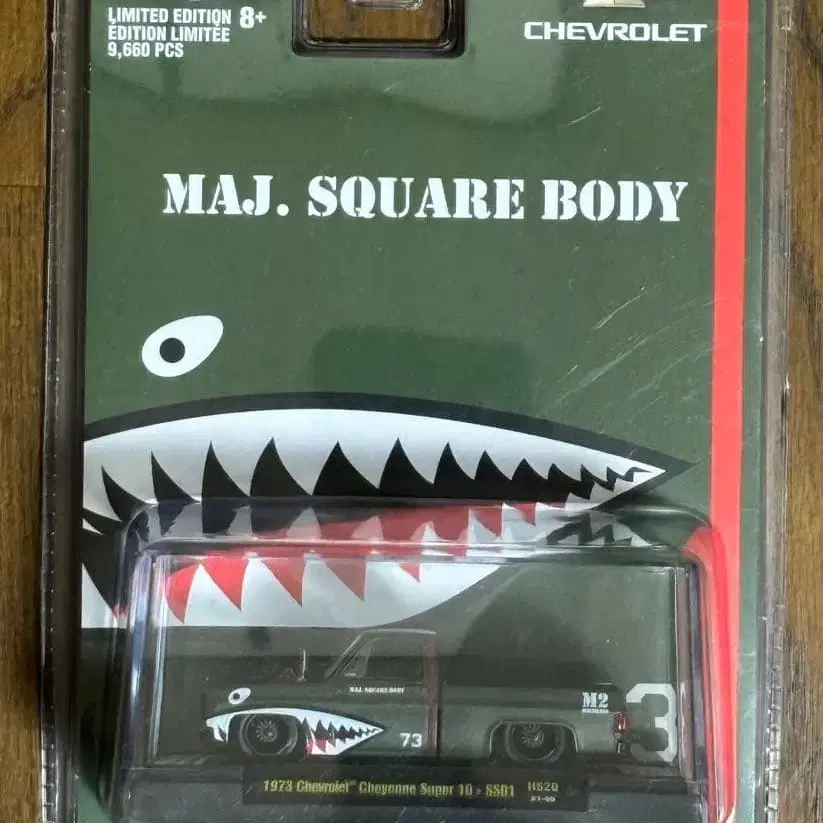 LIMITED EDITION 8+
ÉDITION LIMITÉE
9,660 PCS
CHEVROLET
MAJ. SQUARE BODY
MAJ. SQUARE BODY
73
M2
3
1973 Chevrolet Cheyenne Super 10 - SS01 HS20